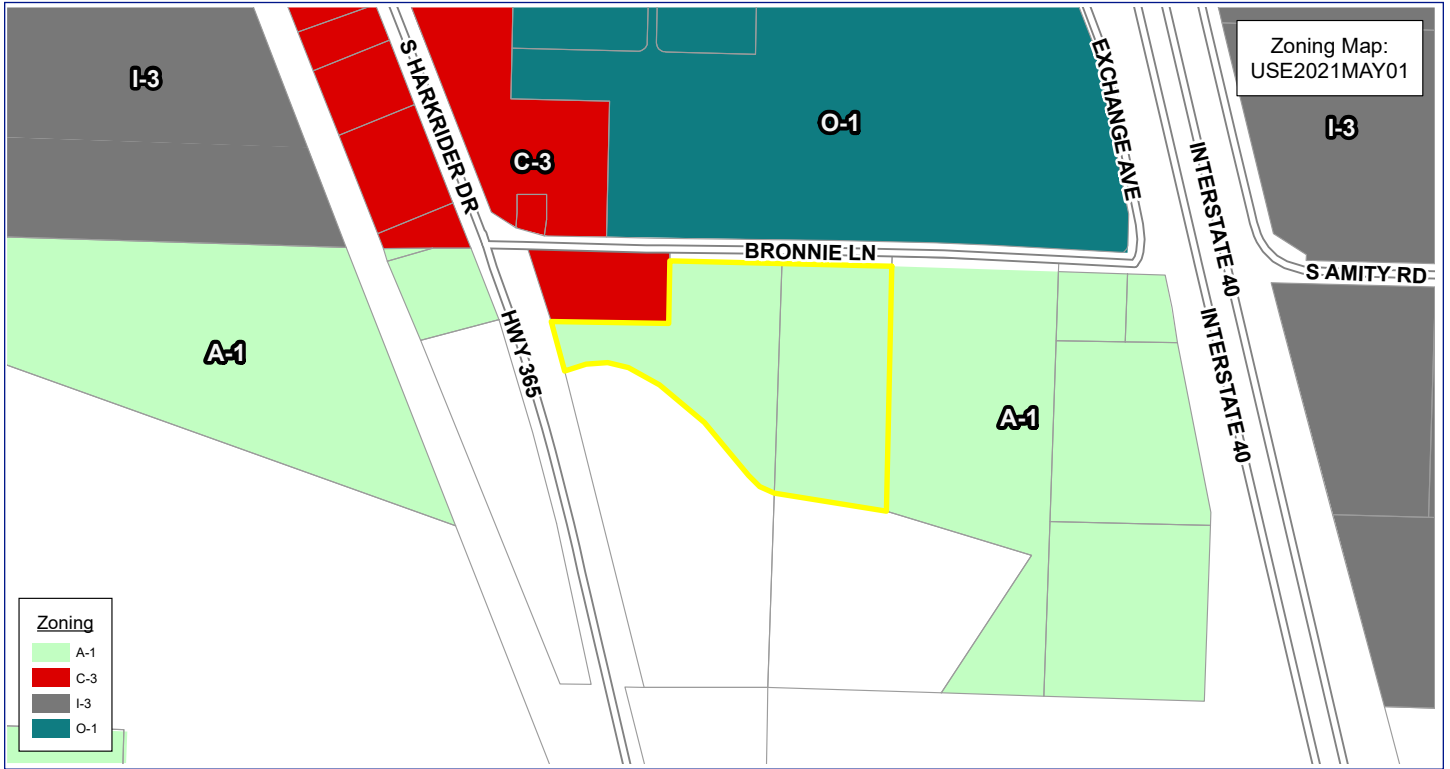 Zoning Map:
USE2021MAY01
I-3
S HARKRIDER DR
C-3
O-1
EXCHANGE AVE
INTERSTATE 40
I-3
BRONNIE LN
S AMITY RD
A-1
HWY 365
A-1
INTERSTATE 40
Zoning
A-1
C-3
I-3
O-1